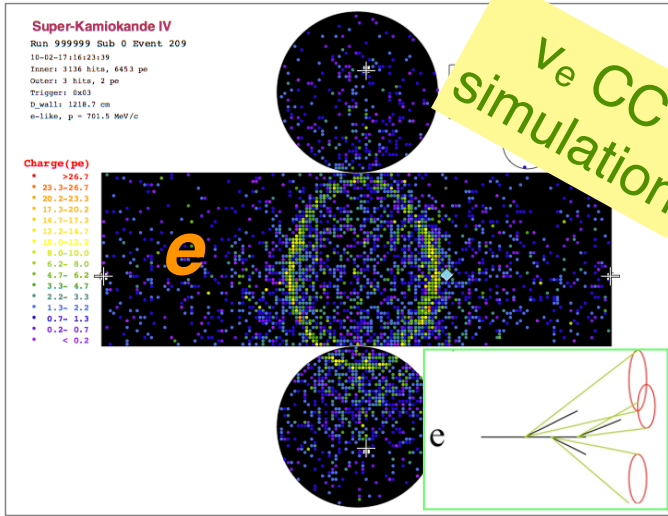 Super-Kamiokande IV
Run 999999 Sub 0 Event 209
10-02-17:16:23:39
Inner: 3136 hits, 6453 pe
Outer: 3 hits, 2 pe
Trigger: 0x03
D_wall: 1218.7 cm
e-like, p = 701.5 MeV/c
νe CC
simulation
Charge(pe)
>26.7
23.3-26.7
20.2-23.3
17.3-20.2
14.7-17.3
12.2-14.7
10.0-12.2
8.0-10.0
6.2- 8.0
4.7- 6.2
3.3- 4.7
2.2- 3.3
1.3- 2.2
0.7- 1.3
0.2- 0.7
< 0.2
e
e